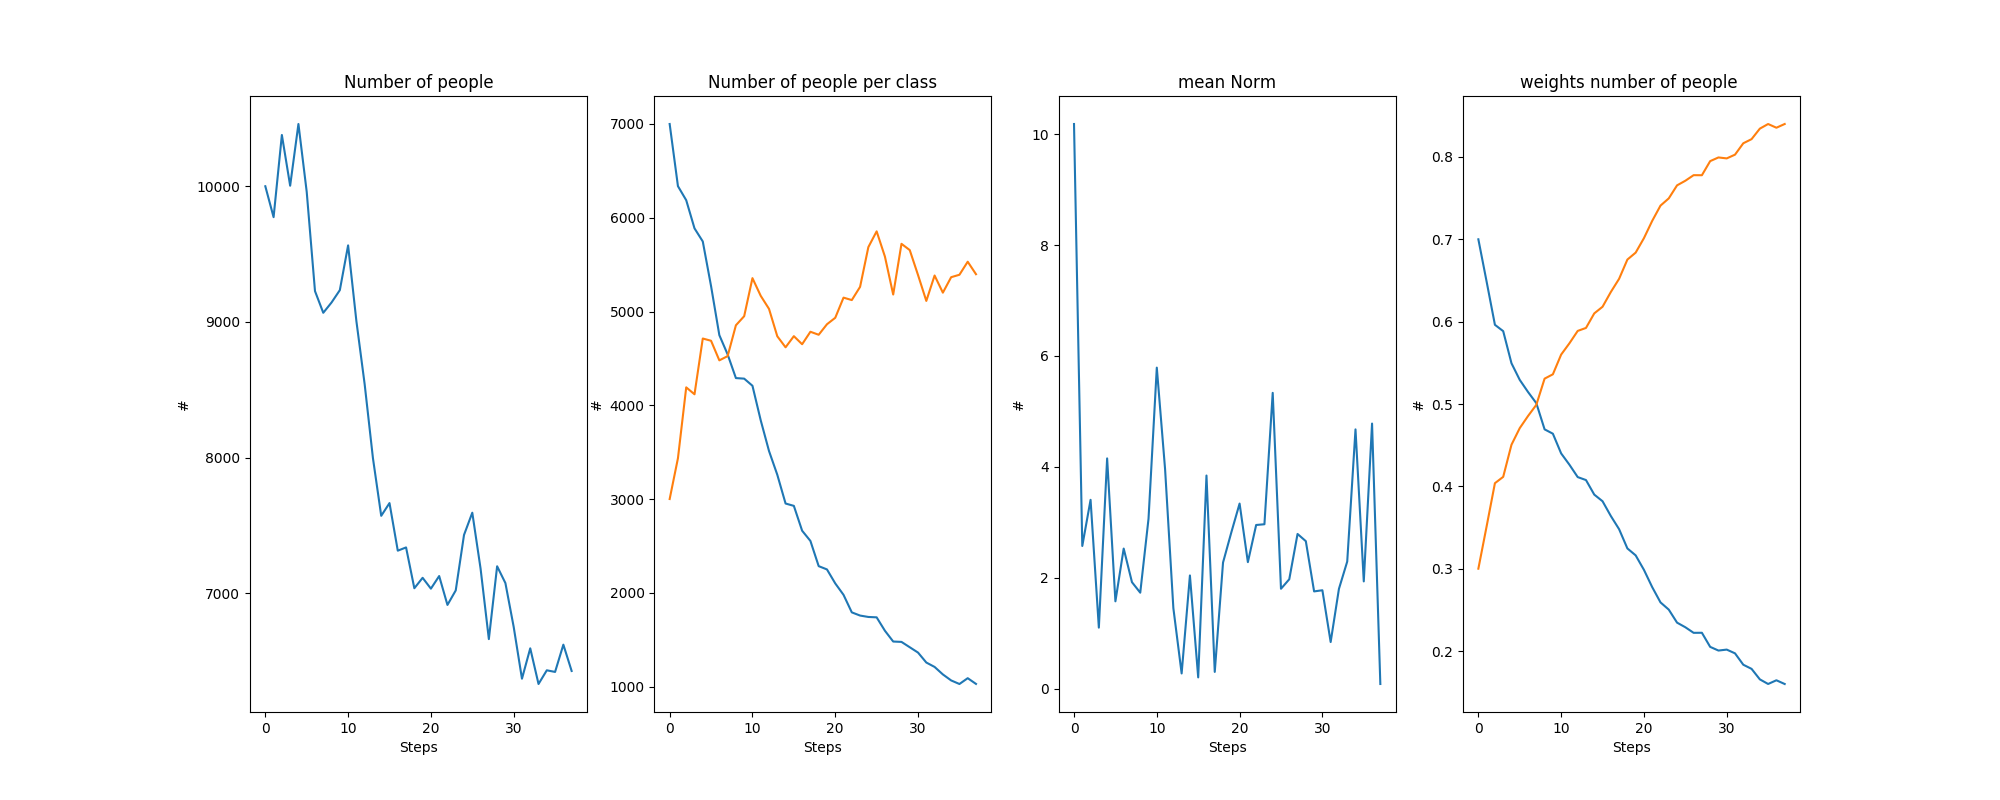 Number of people
10000
9000
8000
7000
#
0 10 20 30
Steps
Number of people per class
7000
6000
5000
4000
3000
2000
1000
#
0 10 20 30
Steps
mean Norm
10
8
6
4
2
0
#
0 10 20 30
Steps
weights number of people
0.8
0.7
0.6
0.5
0.4
0.3
0.2
#
0 10 20 30
Steps